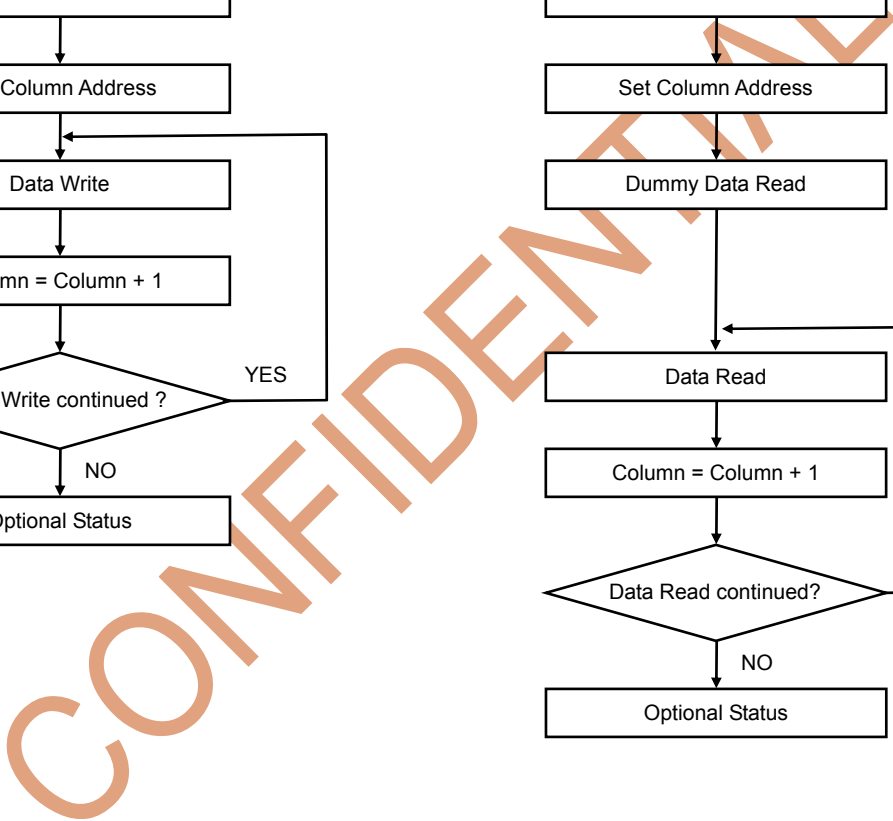 Column Address
Data Write
mn = Column + 1
YES
Write continued ?
NO
ptional Status
Set Column Address
Dummy Data Read
Data Read
Column = Column + 1
Data Read continued?
NO
Optional Status
CONFIDENTIAL